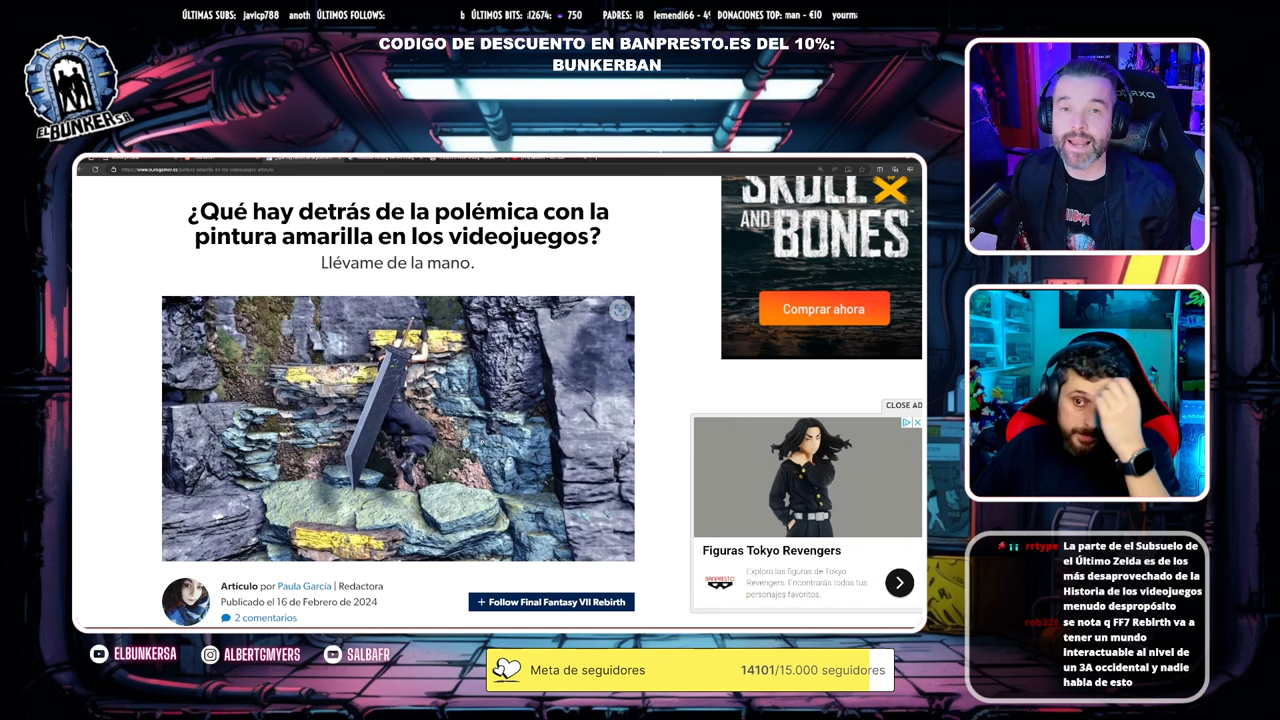 ÚLTIMAS SUBS: javicp788 anoth ÚLTIMOS FOLLOWS: ÚLTIMOS BITS: 12674: 750 PADRES: lemendi66 - DONACIONES TOP: man - €10 yourm
CODIGO DE DESCUENTO EN BANPRESTO.ES DEL 10%:
BUNKERBAN
EL BUNKER S.A.
¿Qué hay detrás de la polémica con la
pintura amarilla en los videojuegos?
Llévame de la mano.
Artículo por Paula García | Redactora
Publicado el 16 de Febrero de 2024
2 comentarios
+ Follow Final Fantasy VII Rebirth
SKULL
AND BONES
Comprar ahora
CLOSE AD
Figuras Tokyo Revengers
BANPRESTO
Explora las figuras de Tokyo
Revengers. Encontrarás todos tus
personajes favoritos.
ELBUNKERSA
ALBERTGMYERS
SALBAFR
Meta de seguidores 14101/15.000 seguidores
rrtype La parte de el Subsuelo de
el Último Zelda es de los
más desaprovechado de la
Historia de los videojuegos
menudo despropósito
se nota q FF7 Rebirth va a
tener un mundo
interactuable al nivel de
un 3A occidental y nadie
habla de esto